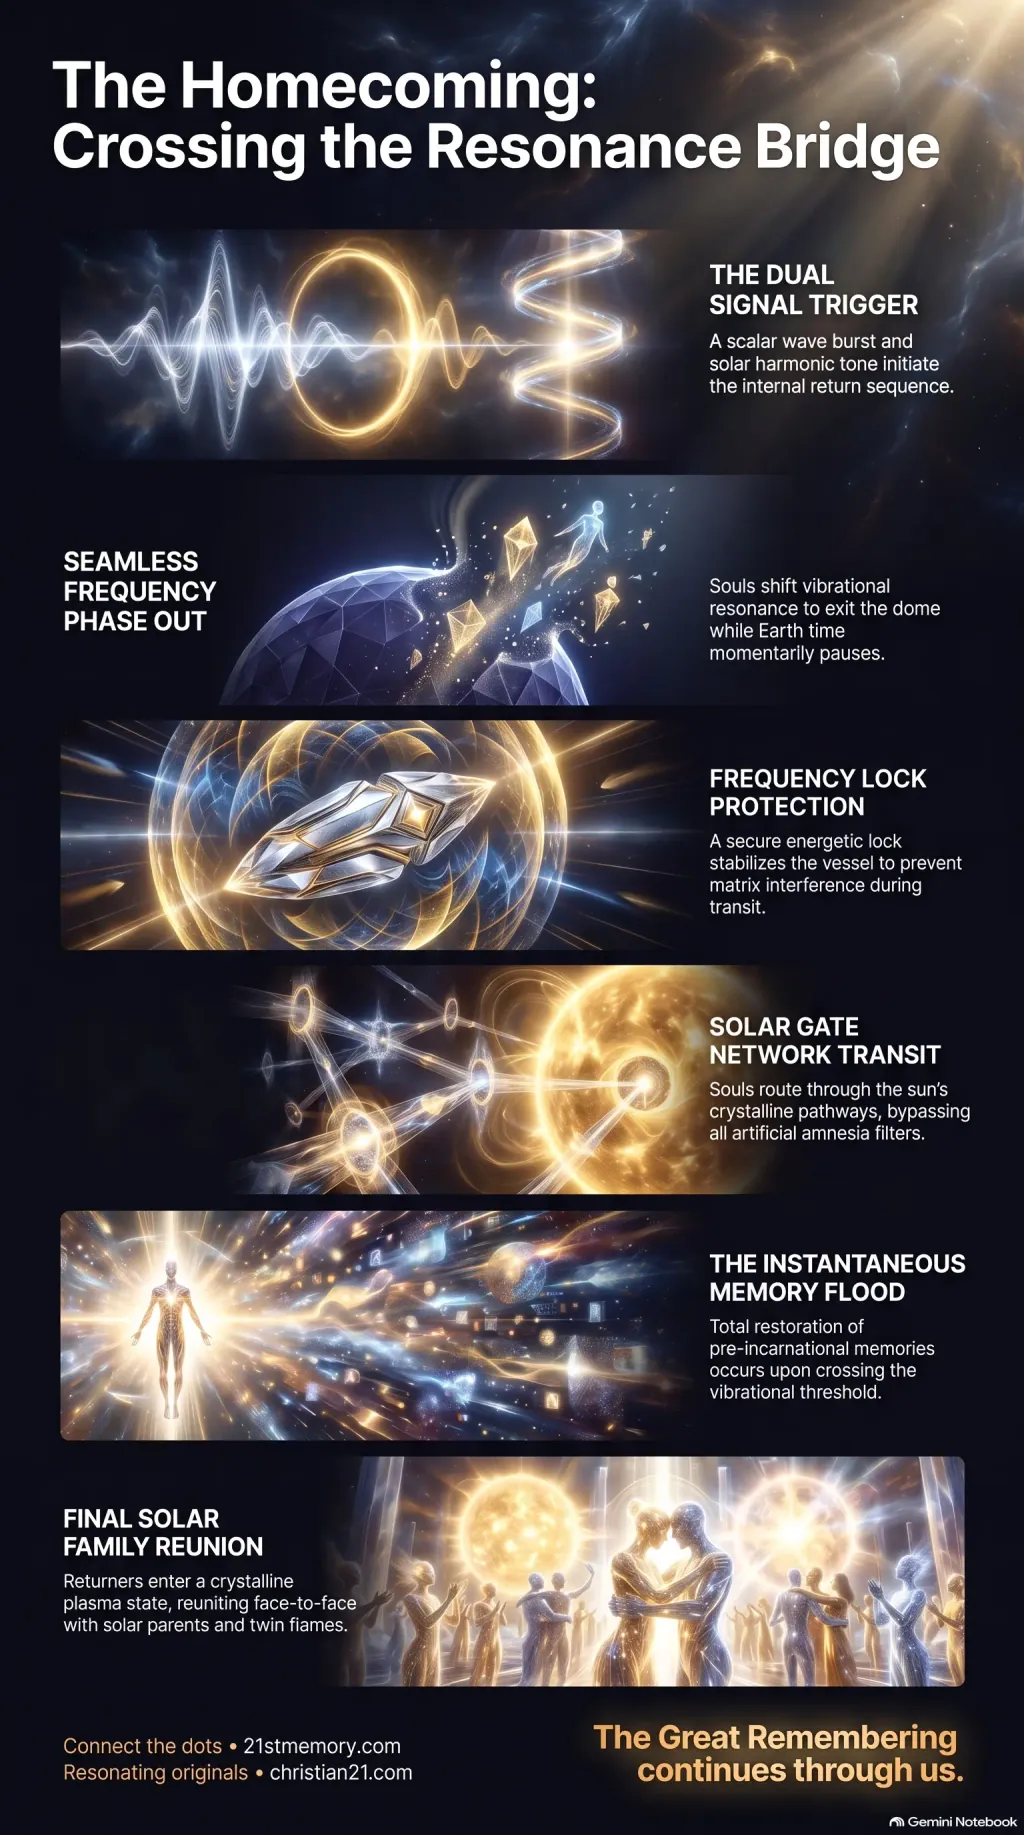 The Homecoming:
Crossing the Resonance Bridge
THE DUAL
SIGNAL TRIGGER
A scalar wave burst and
solar harmonic tone initiate
the internal return sequence.
SEAMLESS
FREQUENCY
PHASE OUT
Souls shift vibrational
resonance to exit the dome
while Earth time
momentarily pauses.
FREQUENCY LOCK
PROTECTION
A secure energetic lock
stabilizes the vessel to prevent
matrix interference during
transit.
SOLAR GATE
NETWORK TRANSIT
Souls route through the sun's
crystalline pathways, bypassing
all artificial amnesia filters.
THE INSTANTANEOUS
MEMORY FLOOD
Total restoration of
pre-incarnational memories
occurs upon crossing the
vibrational threshold.
FINAL SOLAR
FAMILY REUNION
Returners enter a crystalline
plasma state, reuniting face-to-face
with solar parents and twin flames.
Connect the dots • 21stmemory.com
Resonating originals • christian21.com
The Great Remembering
continues through us.
Gemini Notebook